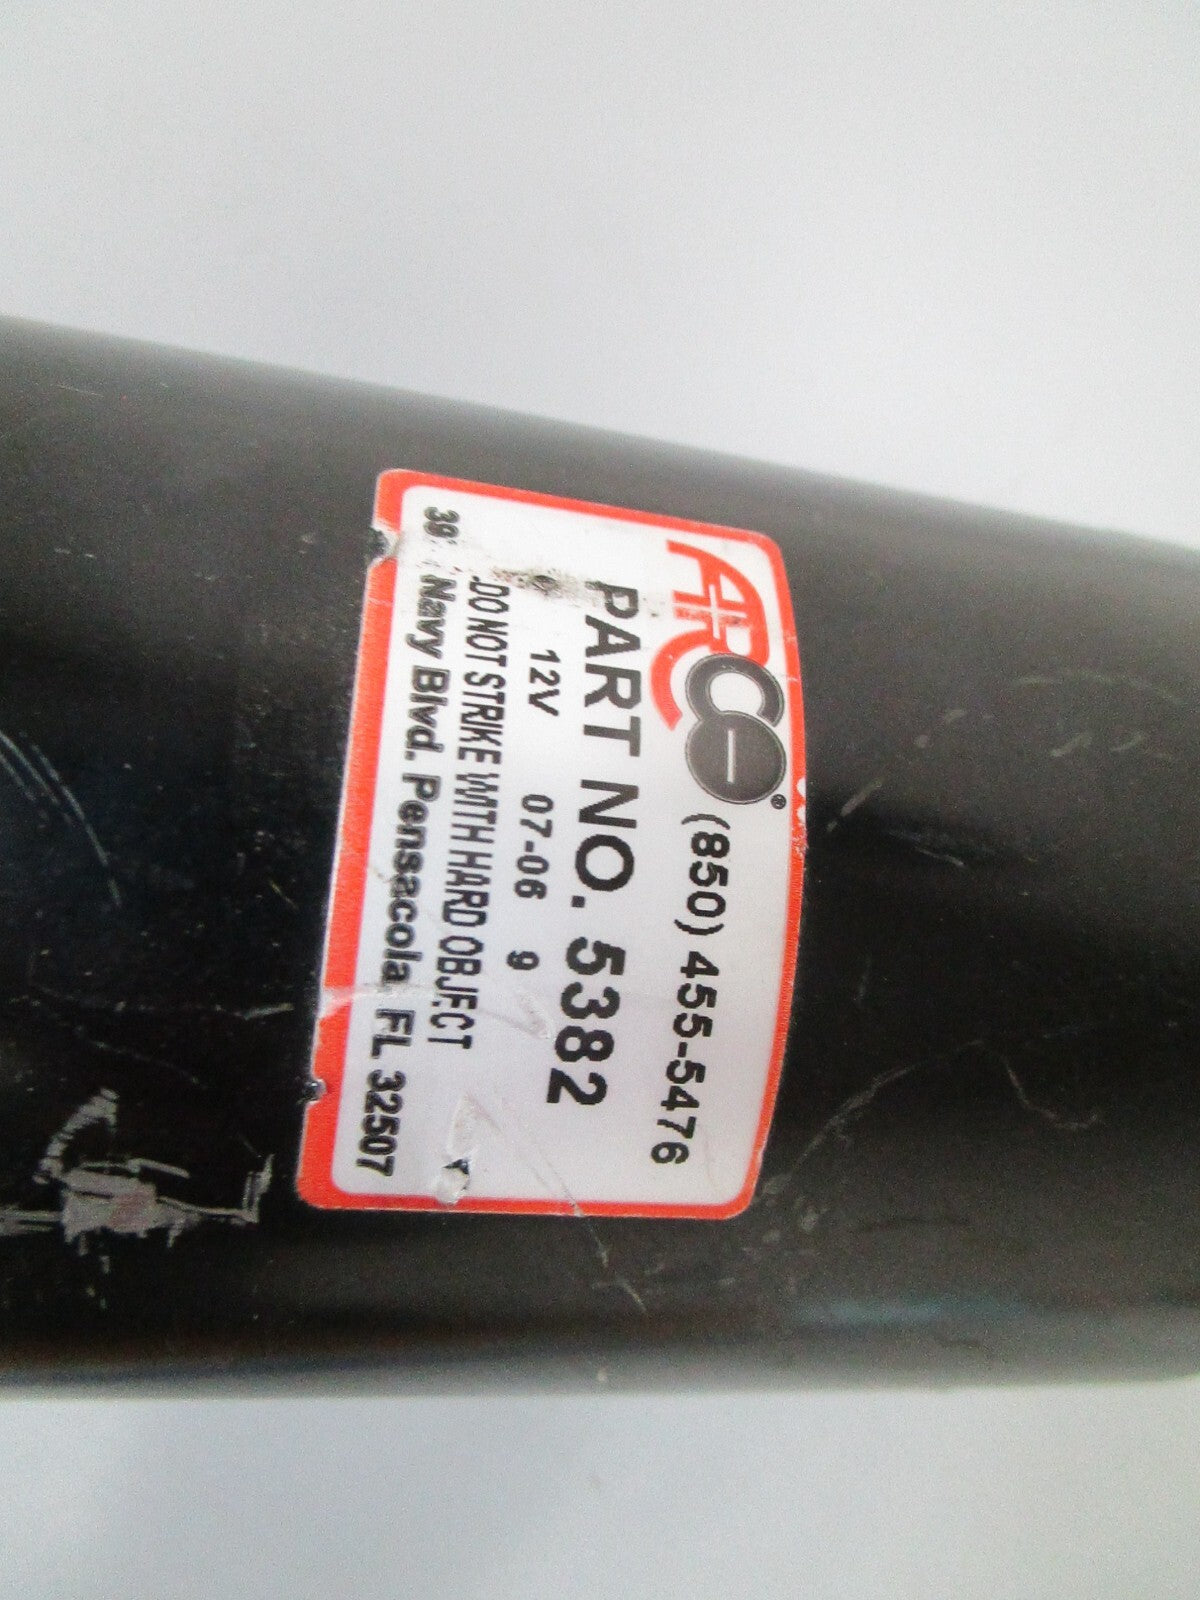 ARCO ® (850) 455-5476
PART NO. 5382
12V 07-06 9
DO NOT STRIKE WITH HARD OBJECT
Navy Blvd. Pensacola FL 32507